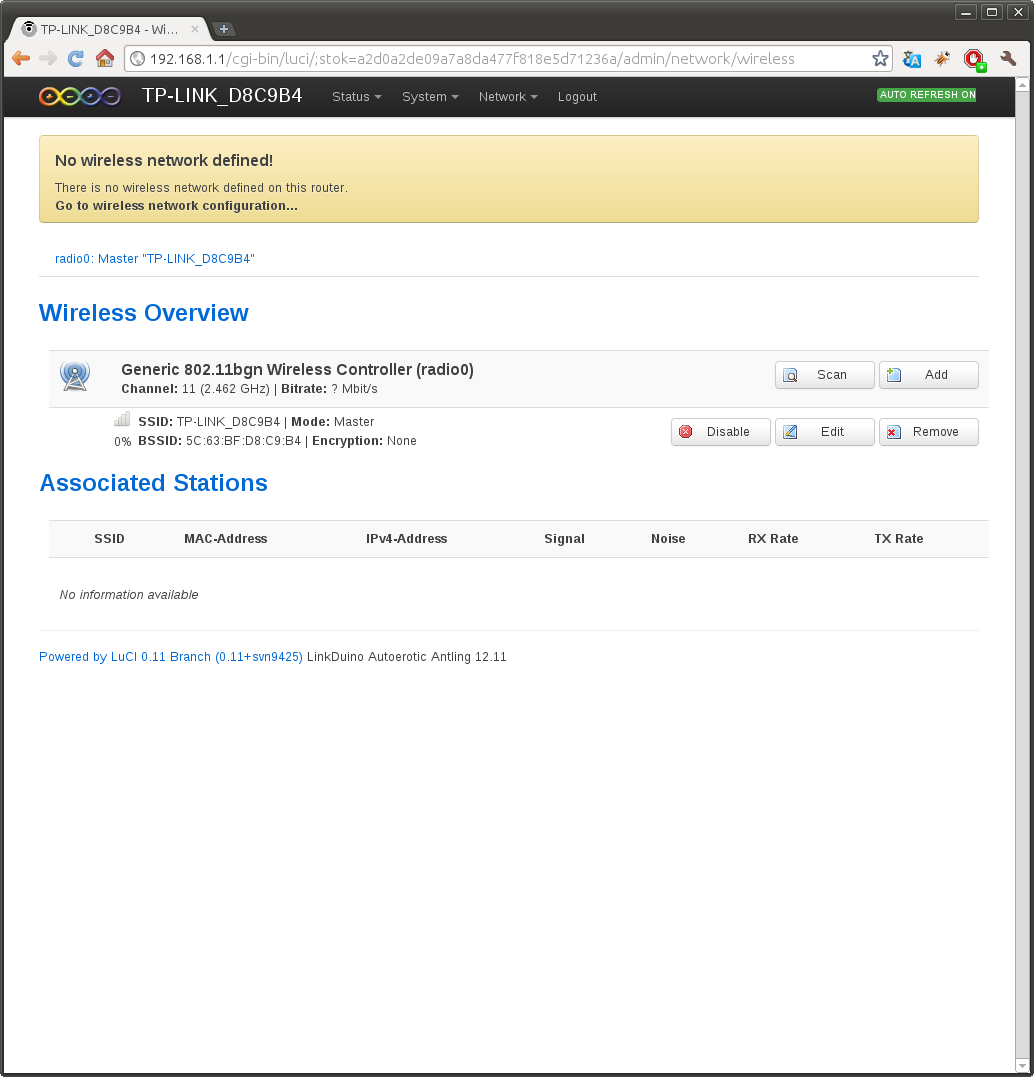 TP-LINK_D8C9B4 - Wi...
192.168.1.1/cgi-bin/luci/;stok=a2d0a2de09a7a8da477f818e5d71236a/admin/network/wireless
TP-LINK_D8C9B4 Status System Network Logout AUTO REFRESH ON
No wireless network defined!
There is no wireless network defined on this router.
Go to wireless network configuration...
radio0: Master "TP-LINK_D8C9B4"
Wireless Overview
Generic 802.11bgn Wireless Controller (radio0)
Channel: 11 (2.462 GHz) | Bitrate: ? Mbit/s
Scan Add
SSID: TP-LINK_D8C9B4 | Mode: Master
0% BSSID: 5C:63:BF:D8:C9:B4 | Encryption: None
Disable Edit Remove
Associated Stations
SSID MAC-Address IPv4-Address Signal Noise RX Rate TX Rate
No information available
Powered by LuCI 0.11 Branch (0.11+svn9425) LinkDuino Autoerotic Antling 12.11